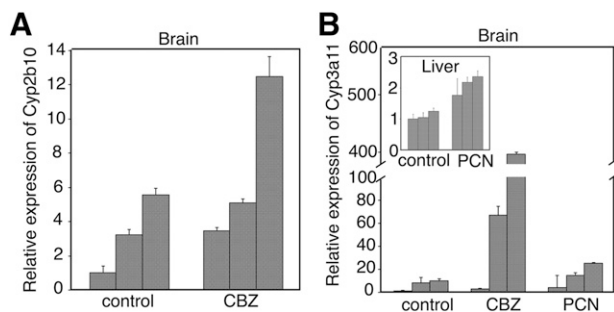 A
Brain
Relative expression of Cyp2b10
14
12
10
8
6
4
2
0
control CBZ
B
Brain
Relative expression of Cyp3a11
600
500
400
100
80
60
40
20
0
Liver
3
2
1
0
control PCN
control CBZ PCN